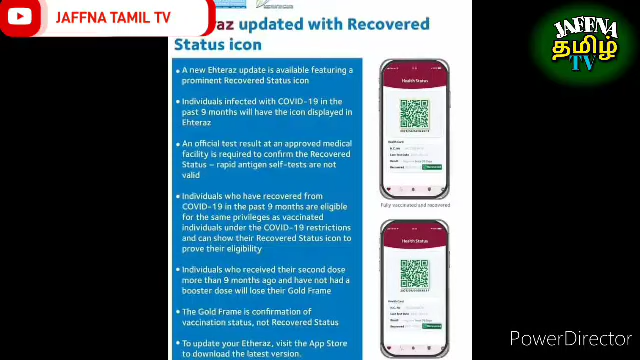 JAFFNA TAMIL TV
JAFFNA
தமிழ்
TV
raz updated with Recovered
Status icon
• A new Ehteraz update is available featuring a
prominent Recovered Status icon
• Individuals infected with COVID-19 in the
past 9 months will have the icon displayed in
Ehteraz
• An official test result at an approved medical
facility is required to confirm the Recovered
Status – rapid antigen self-tests are not
valid
• Individuals who have recovered from
COVID-19 in the past 9 months are eligible
for the same privileges as vaccinated
individuals under the COVID-19 restrictions
and can show their Recovered Status icon to
prove their eligibility
• Individuals who received their second dose
more than 9 months ago and have not had a
booster dose will lose their Gold Frame
• The Gold Frame is confirmation of
vaccination status, not Recovered Status
• To update your Ehteraz, visit the App Store
to download the latest version.
Health Status
Fully vaccinated and recovered
Health Status
PowerDirector